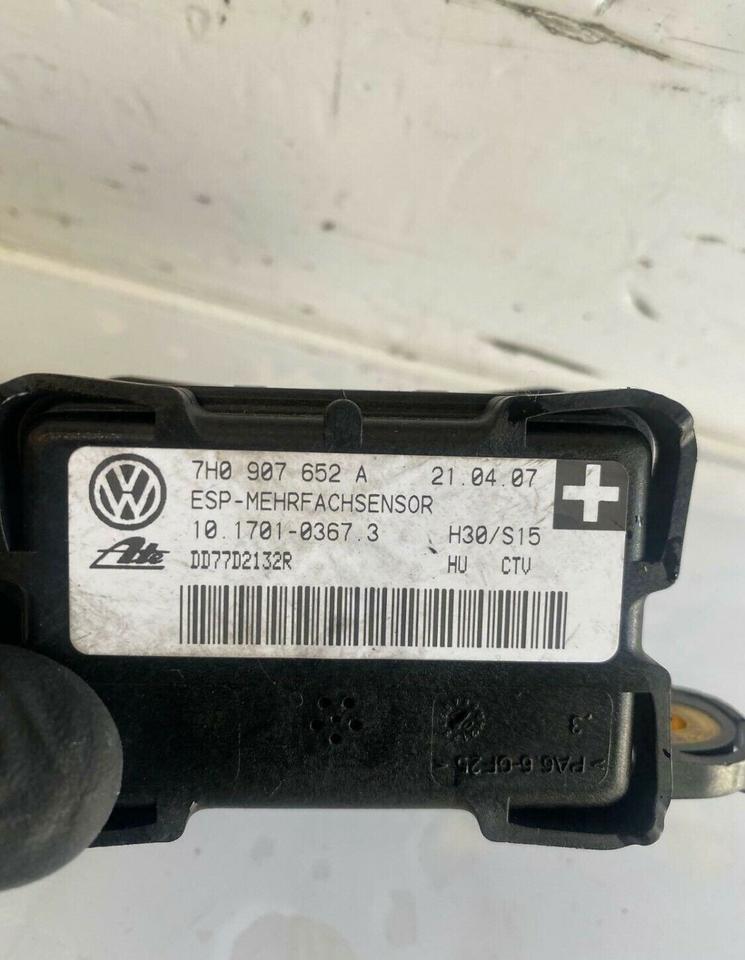 7H0 907 652 A 21.04.07
ESP-MEHRFACHSENSOR
10.1701-0367.3 H30/S15
Ate DD77D2132R HU CTV
.3
>PA6.6-GF25<